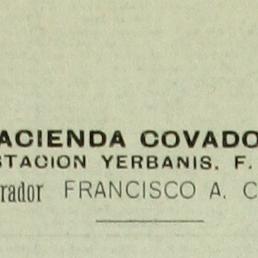 ACIENDA COVADO
STACION YERBANIS, F.
rador FRANCISCO A. C